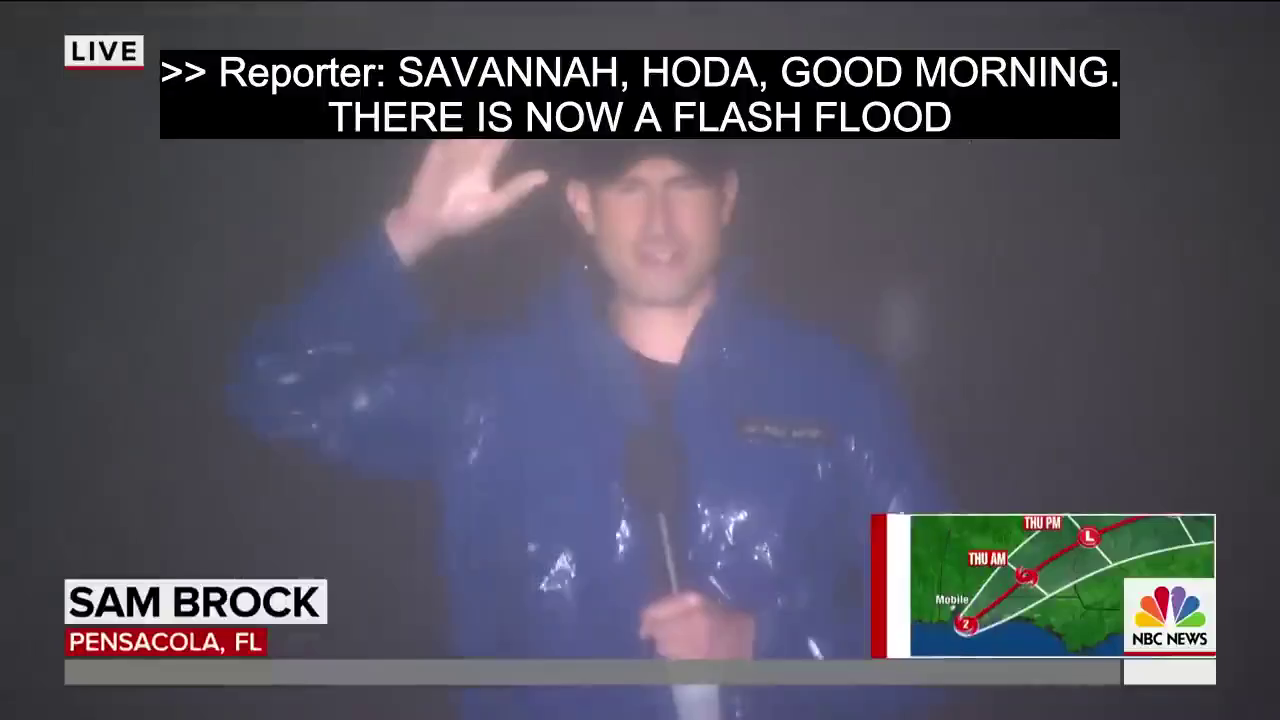 LIVE
>> Reporter: SAVANNAH, HODA, GOOD MORNING.
THERE IS NOW A FLASH FLOOD
THU PM
L
THU AM
Mobile
2
SAM BROCK
PENSACOLA, FL
NBC NEWS